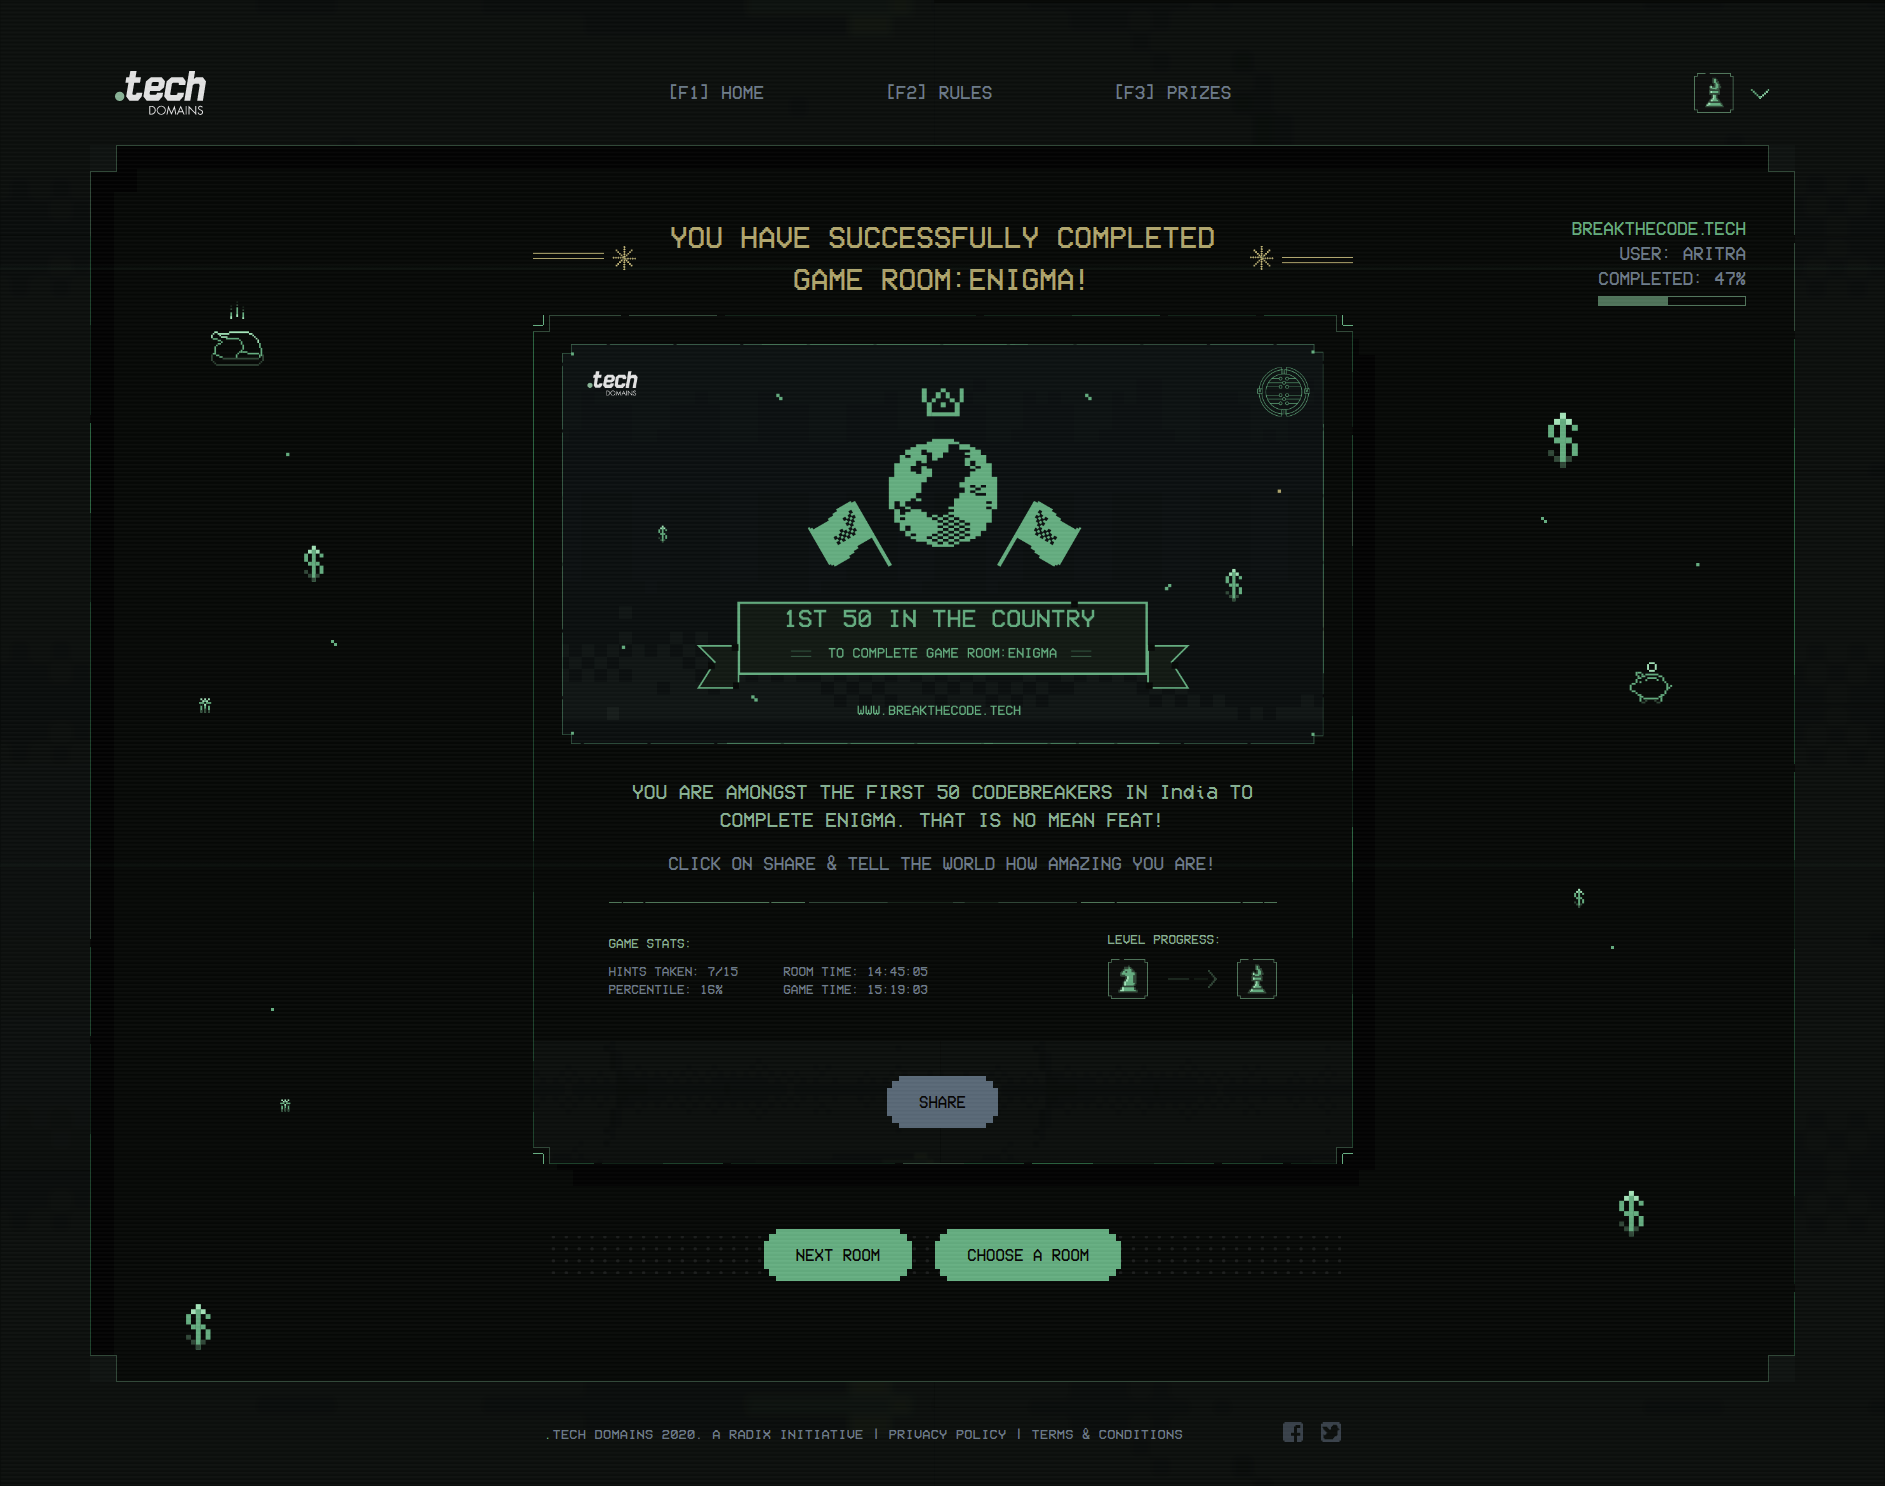 .tech
DOMAINS
[F1] HOME
[F2] RULES
[F3] PRIZES
YOU HAVE SUCCESSFULLY COMPLETED
GAME ROOM:ENIGMA!
BREAKTHECODE.TECH
USER: ARITRA
COMPLETED: 47%
.tech
DOMAINS
1ST 50 IN THE COUNTRY
TO COMPLETE GAME ROOM:ENIGMA
WWW.BREAKTHECODE.TECH
YOU ARE AMONGST THE FIRST 50 CODEBREAKERS IN India TO
COMPLETE ENIGMA. THAT IS NO MEAN FEAT!
CLICK ON SHARE & TELL THE WORLD HOW AMAZING YOU ARE!
GAME STATS:
HINTS TAKEN: 7/15
PERCENTILE: 16%
ROOM TIME: 14:45:05
GAME TIME: 15:19:03
LEVEL PROGRESS:
SHARE
NEXT ROOM
CHOOSE A ROOM
.TECH DOMAINS 2020. A RADIX INITIATIVE | PRIVACY POLICY | TERMS & CONDITIONS